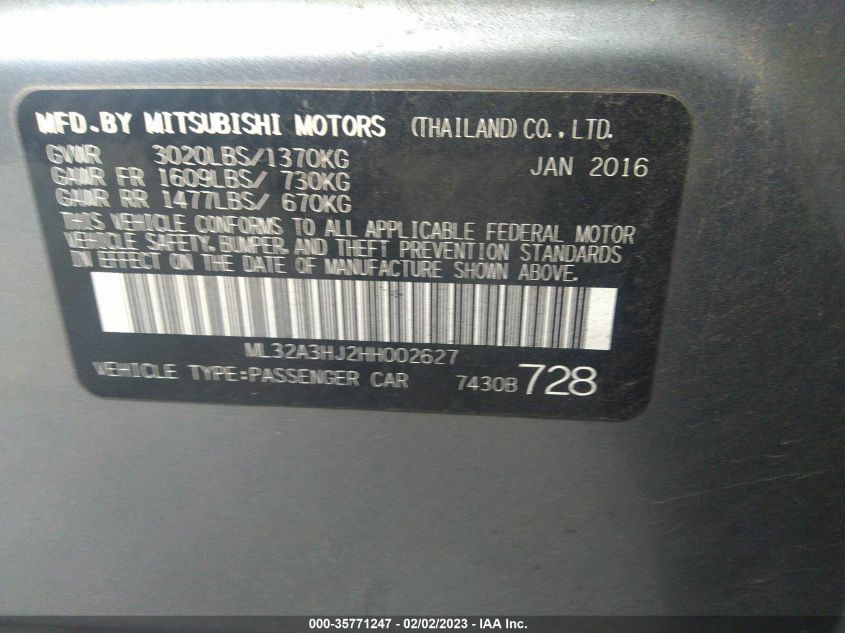 MFD.BY MITSUBISHI MOTORS (THAILAND) CO.,LTD.
GVWR 3020LBS/1370KG JAN 2016
GAWR FR 1609LBS/ 730KG
GAWR RR 1477LBS/ 670KG
THIS VEHICLE CONFORMS TO ALL APPLICABLE FEDERAL MOTOR
VEHICLE SAFETY, BUMPER, AND THEFT PREVENTION STANDARDS
IN EFFECT ON THE DATE OF MANUFACTURE SHOWN ABOVE.
ML32A3HJ2HH002627
VEHICLE TYPE:PASSENGER CAR 7430B 728
000-35771247 - 02/02/2023 - IAA Inc.